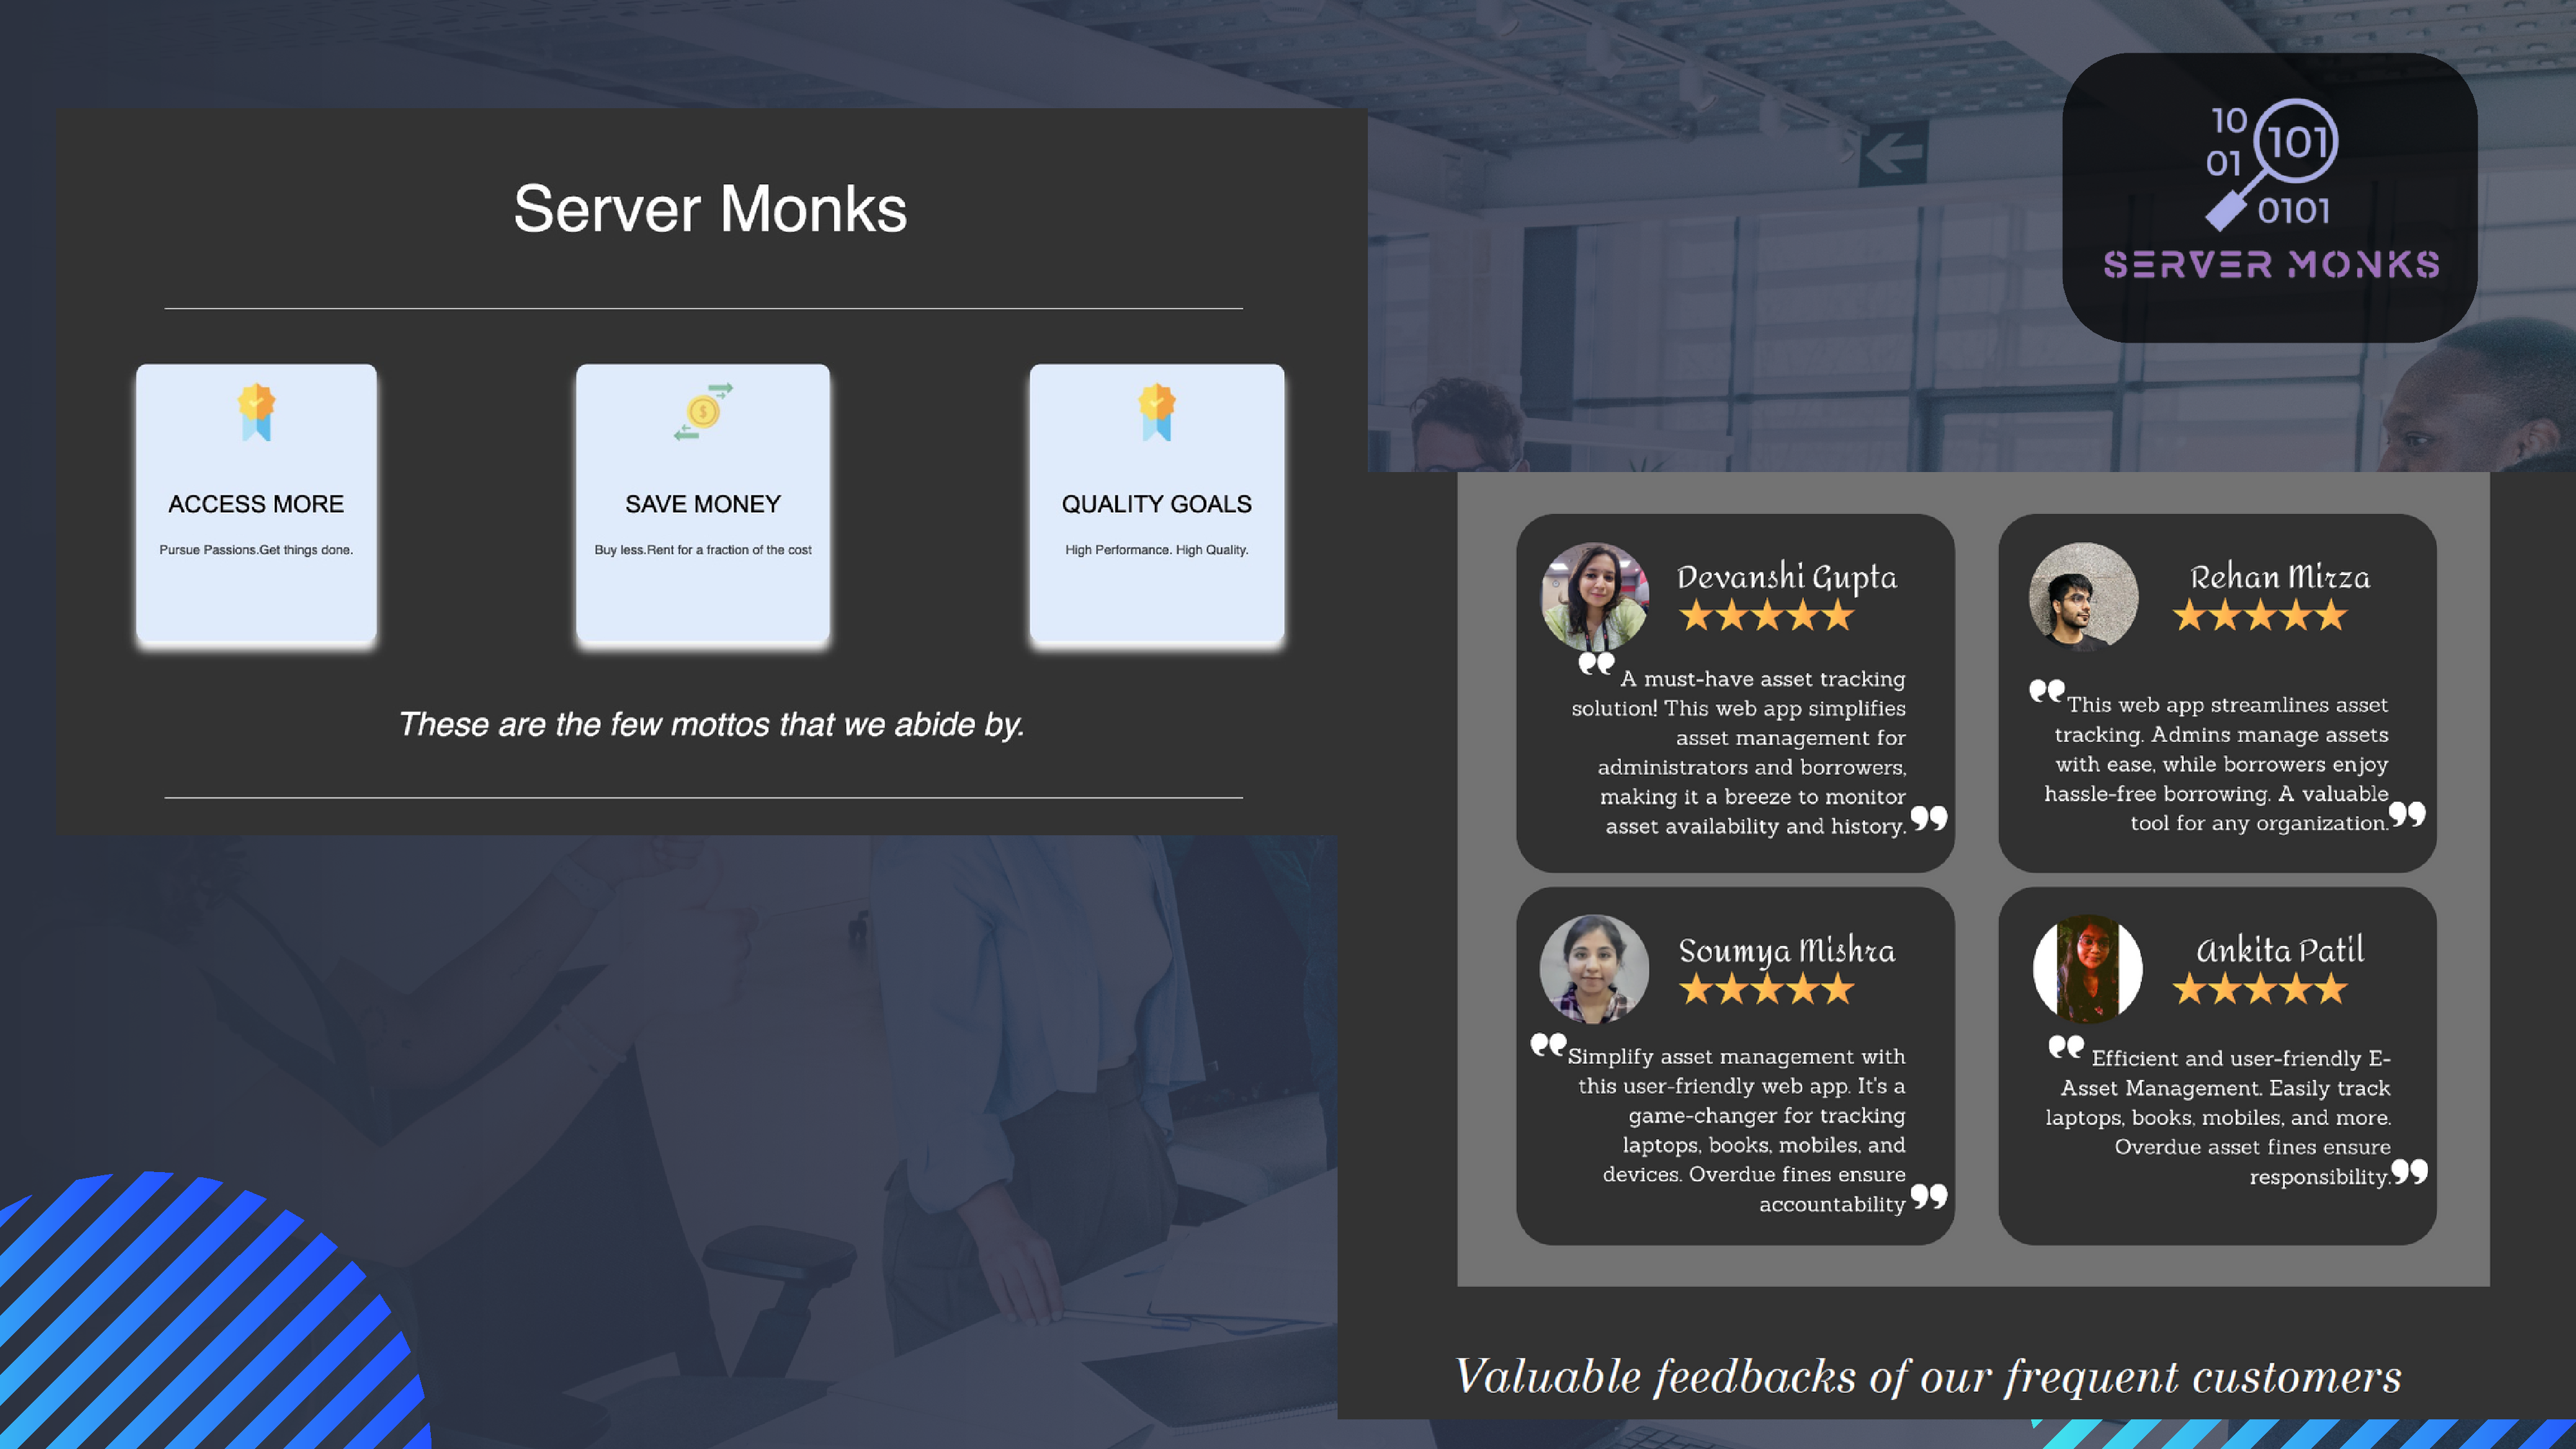 Server Monks
ACCESS MORE
Pursue Passions.Get things done.
SAVE MONEY
Buy less.Rent for a fraction of the cost
QUALITY GOALS
High Performance. High Quality.
These are the few mottos that we abide by.
10
101
01
0101
SERVER MONKS
Devanshi Gupta
“A must-have asset tracking
solution! This web app simplifies
asset management for
administrators and borrowers,
making it a breeze to monitor
asset availability and history.”
Rehan Mirza
“This web app streamlines asset
tracking. Admins manage assets
with ease, while borrowers enjoy
hassle-free borrowing. A valuable
tool for any organization.”
Soumya Mishra
“Simplify asset management with
this user-friendly web app. It's a
game-changer for tracking
laptops, books, mobiles, and
devices. Overdue fines ensure
accountability”
Ankita Patil
“Efficient and user-friendly E-
Asset Management. Easily track
laptops, books, mobiles, and more.
Overdue asset fines ensure
responsibility.”
Valuable feedbacks of our frequent customers